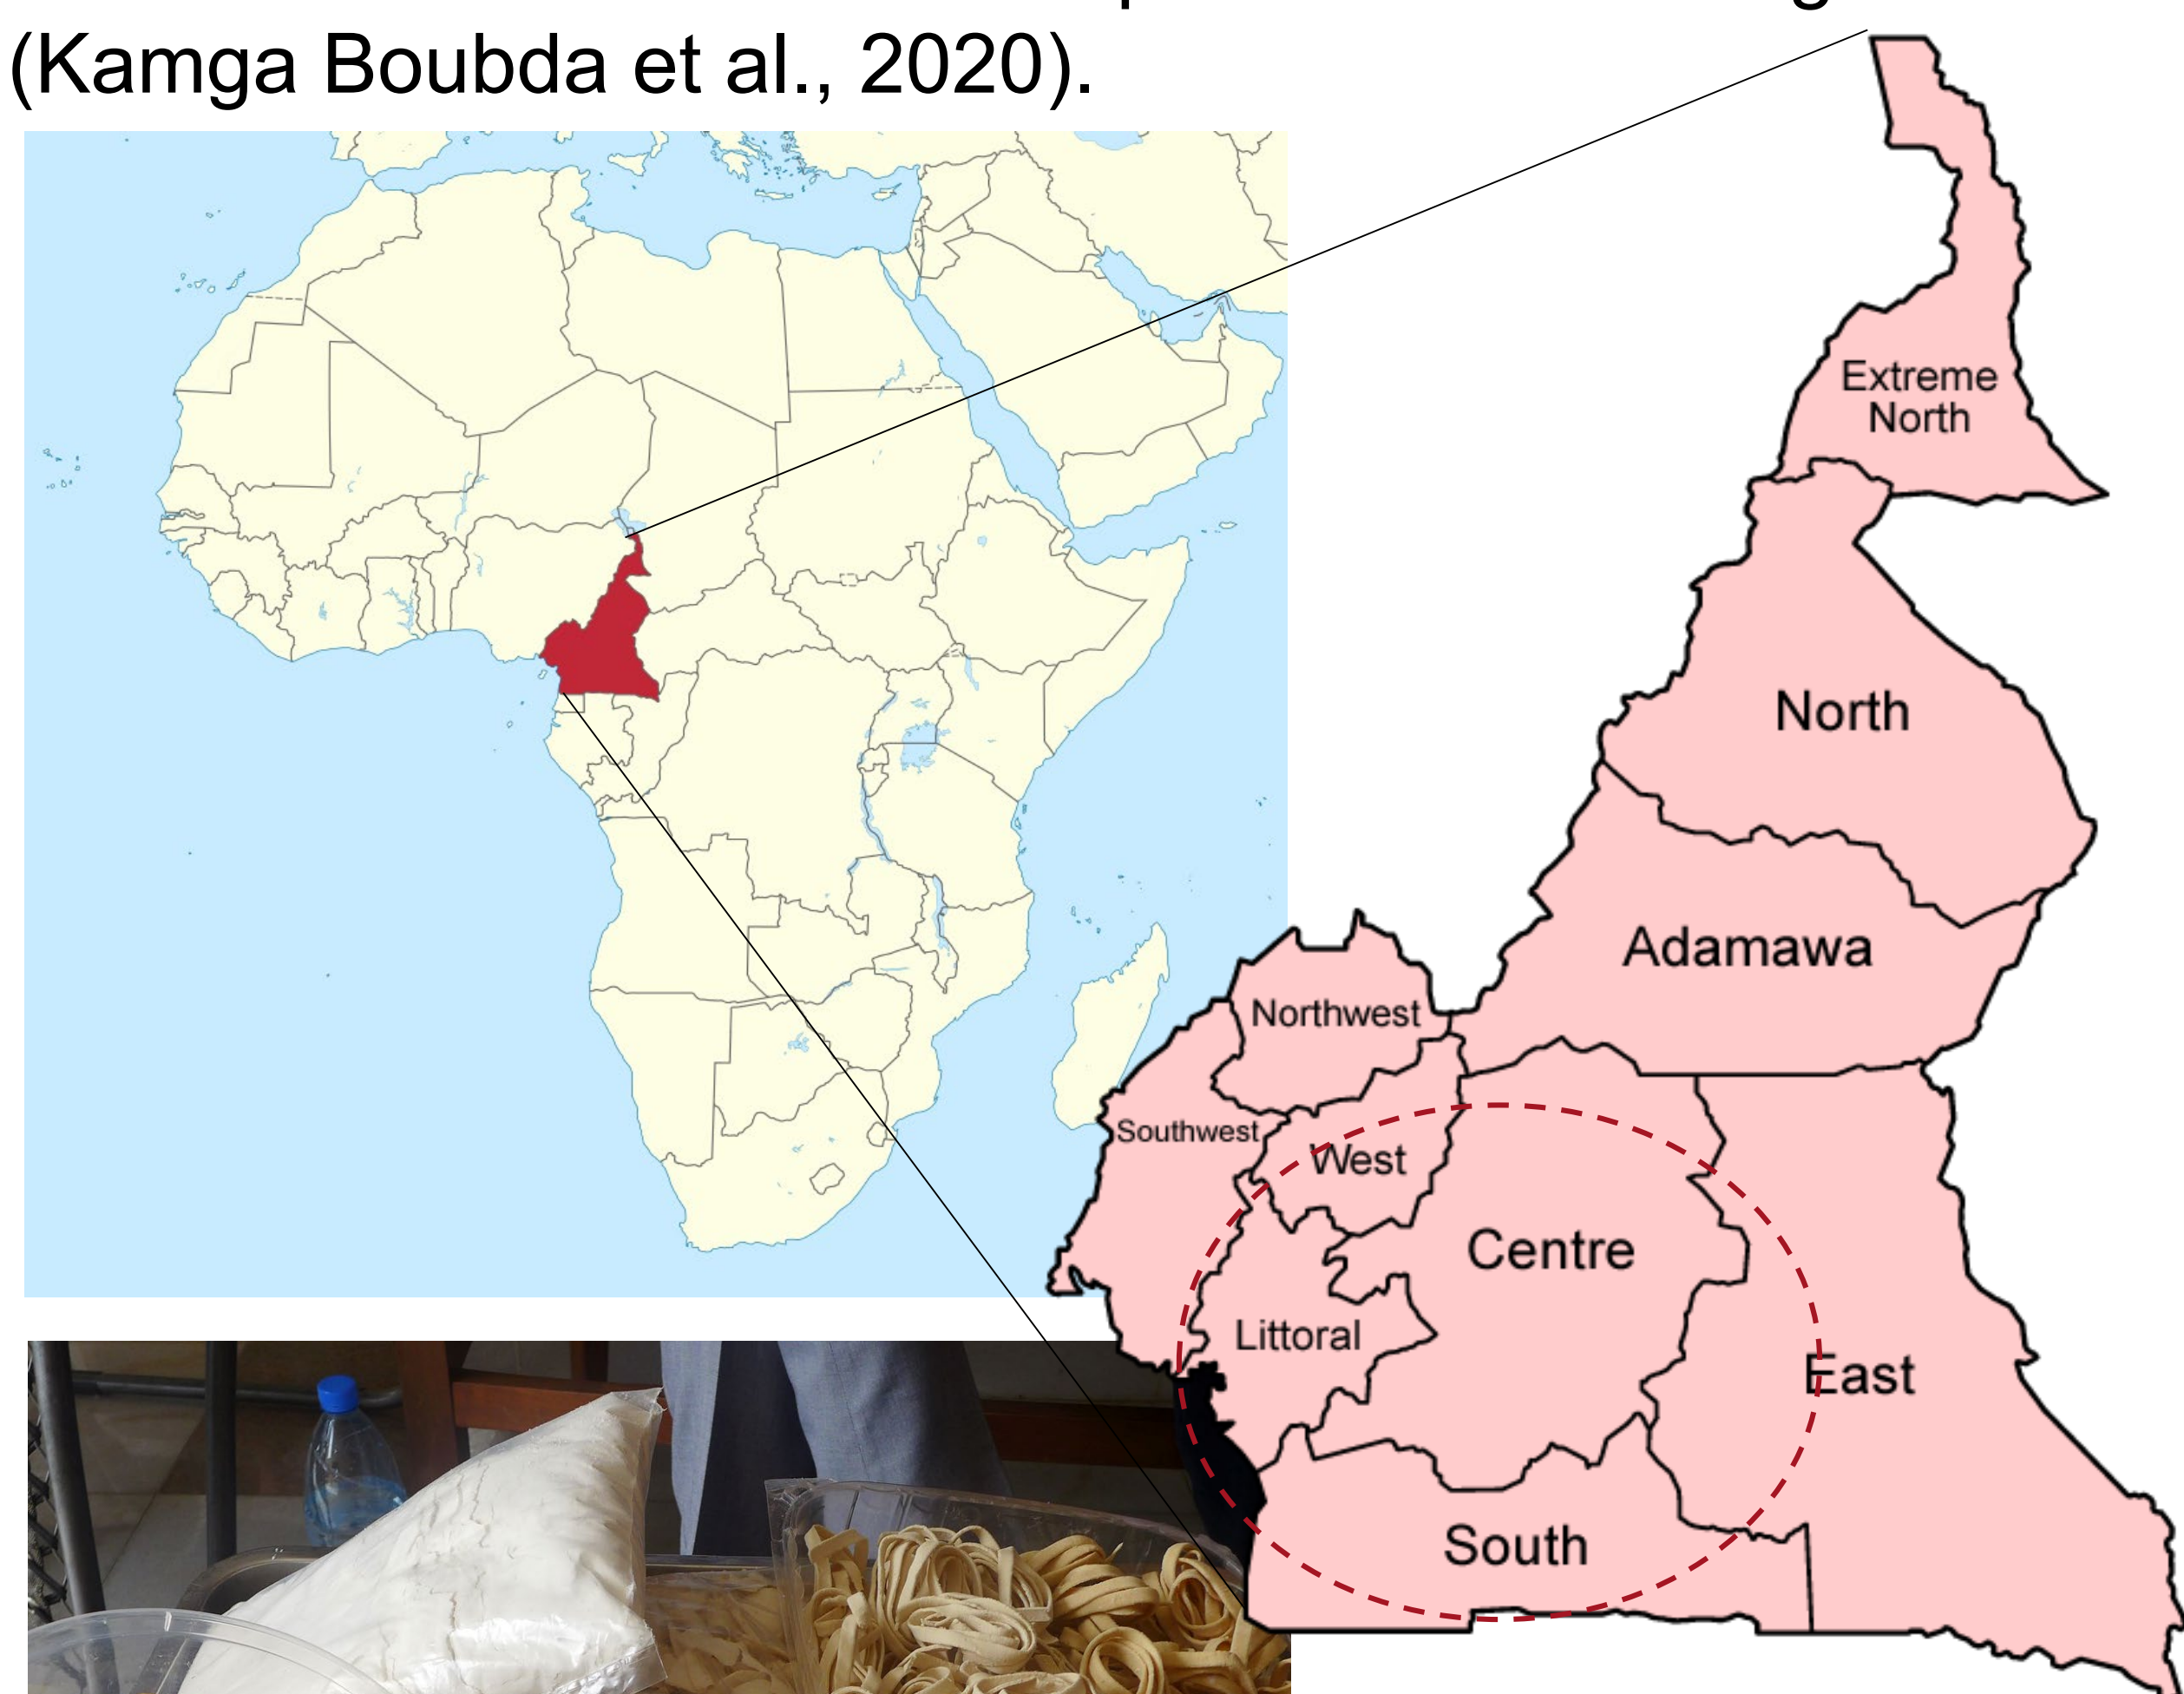 (Kamga Boubda et al., 2020).
Extreme
North
North
Adamawa
Northwest
Southwest
West
Centre
Littoral
East
South